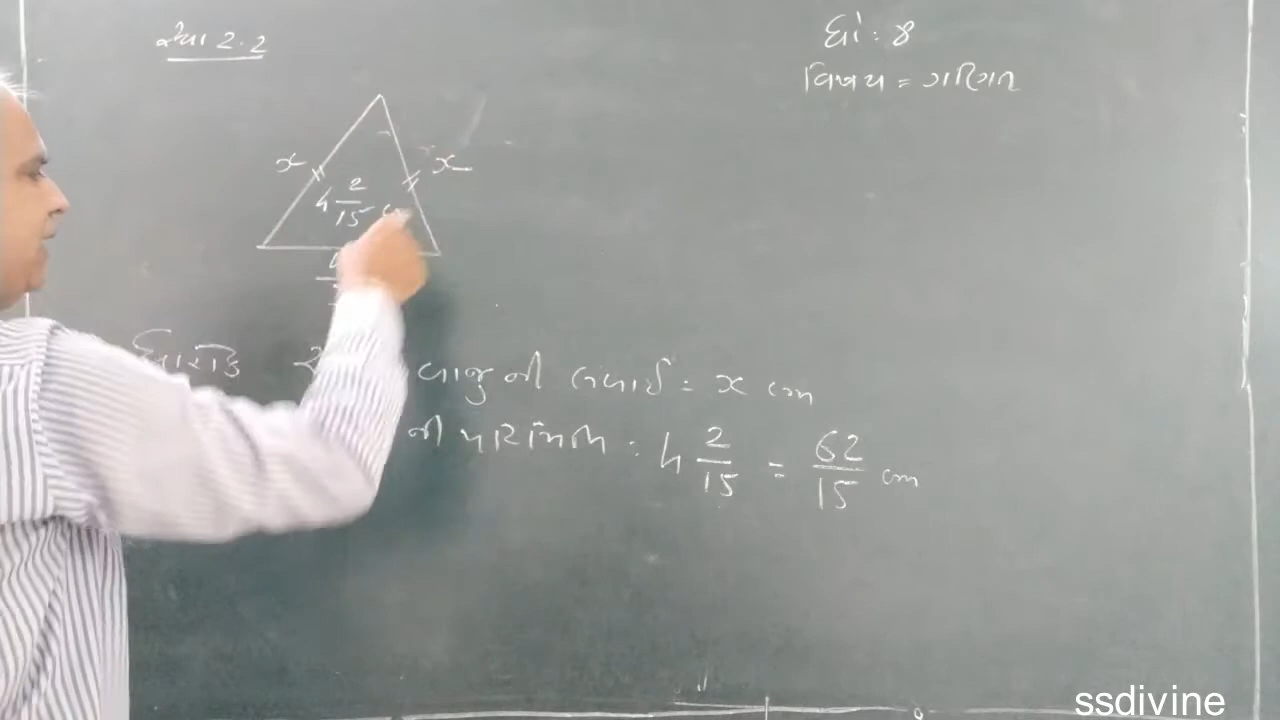 સ્વા 2.2
ધો: 8
વિષય = ગણિત
x
x
4 2/15 cm
ધારોકે બાજુની લંબાઈ = x cm
ની પરિમિતિ = 4 2/15 = 62/15 cm
ssdivine